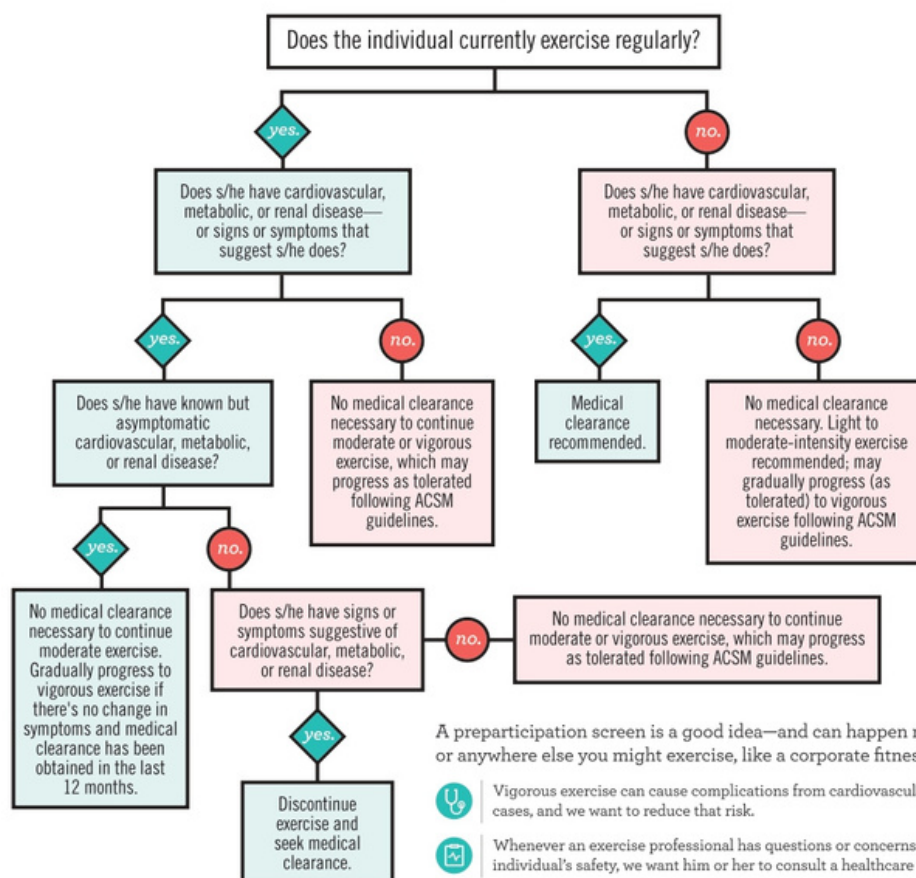 Does the individual currently exercise regularly?
yes.
no.
Does s/he have cardiovascular,
metabolic, or renal disease—
or signs or symptoms that
suggest s/he does?
Does s/he have cardiovascular,
metabolic, or renal disease—
or signs or symptoms that
suggest s/he does?
yes.
no.
yes.
no.
Does s/he have known but
asymptomatic
cardiovascular, metabolic,
or renal disease?
No medical clearance
necessary to continue
moderate or vigorous
exercise, which may
progress as tolerated
following ACSM
guidelines.
Medical
clearance
recommended.
No medical clearance
necessary. Light to
moderate-intensity exercise
recommended; may
gradually progress (as
tolerated) to vigorous
exercise following ACSM
guidelines.
yes.
no.
No medical clearance
necessary to continue
moderate exercise.
Gradually progress to
vigorous exercise if
there's no change in
symptoms and medical
clearance has been
obtained in the last
12 months.
Does s/he have signs or
symptoms suggestive of
cardiovascular, metabolic,
or renal disease?
no.
No medical clearance necessary to continue
moderate or vigorous exercise, which may progress
as tolerated following ACSM guidelines.
yes.
Discontinue
exercise and
seek medical
clearance.
A preparticipation screen is a good idea—and can happen
or anywhere else you might exercise, like a corporate
Vigorous exercise can cause complications from
cases, and we want to reduce that risk.
Whenever an exercise professional has questions or concerns
individual's safety, we want him or her to consult a healthcare